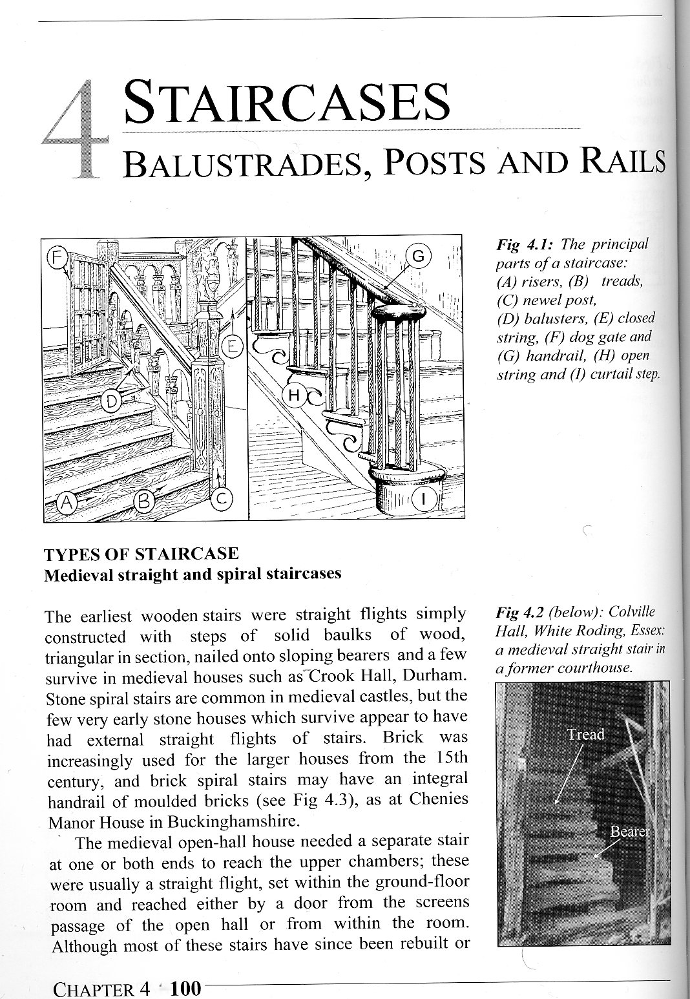 4 STAIRCASES
BALUSTRADES, POSTS AND RAILS
F
G
E
D
H
A
B
C
I
Fig 4.1: The principal
parts of a staircase:
(A) risers, (B) treads,
(C) newel post,
(D) balusters, (E) closed
string, (F) dog gate and
(G) handrail, (H) open
string and (I) curtail step.
TYPES OF STAIRCASE
Medieval straight and spiral staircases
The earliest wooden stairs were straight flights simply
constructed with steps of solid baulks of wood,
triangular in section, nailed onto sloping bearers and a few
survive in medieval houses such as Crook Hall, Durham.
Stone spiral stairs are common in medieval castles, but the
few very early stone houses which survive appear to have
had external straight flights of stairs. Brick was
increasingly used for the larger houses from the 15th
century, and brick spiral stairs may have an integral
handrail of moulded bricks (see Fig 4.3), as at Chenies
Manor House in Buckinghamshire.
The medieval open-hall house needed a separate stair
at one or both ends to reach the upper chambers; these
were usually a straight flight, set within the ground-floor
room and reached either by a door from the screens
passage of the open hall or from within the room.
Although most of these stairs have since been rebuilt or
Fig 4.2 (below): Colville
Hall, White Roding, Essex:
a medieval straight stair in
a former courthouse.
Tread
Bearer
CHAPTER 4 100